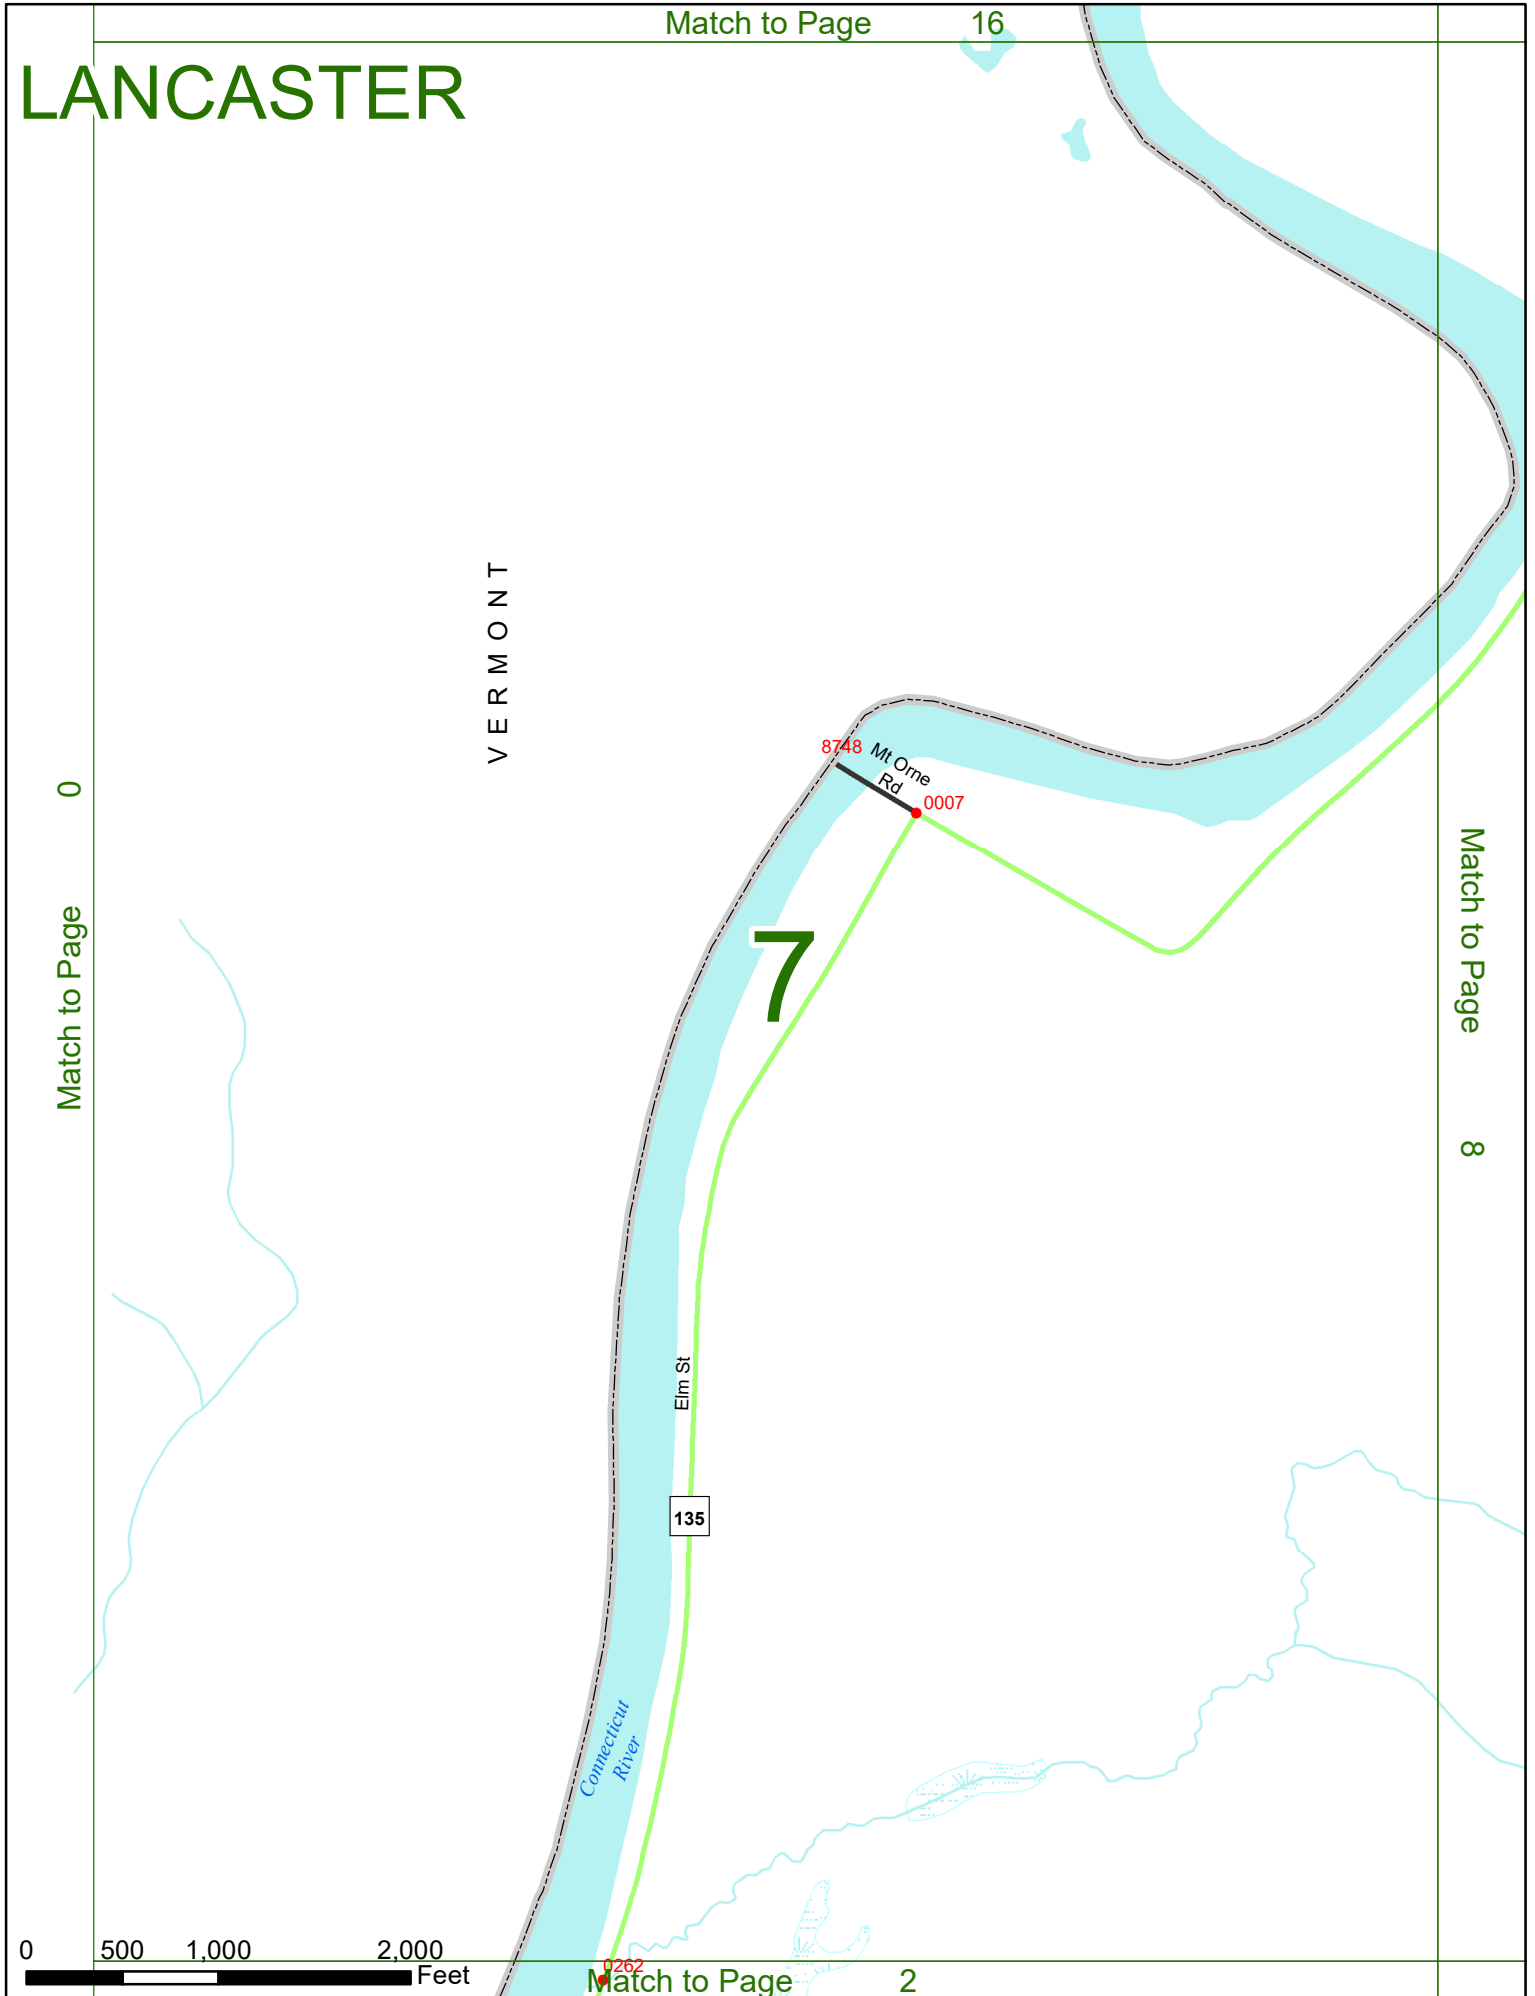 Match to Page 16
LANCASTER
VERMONT
8748
Mt Orne
Rd
0007
Match to Page 0
Match to Page 8
7
Elm St
135
Connecticut
River
0 500 1,000 2,000
Feet
0262
Match to Page 2